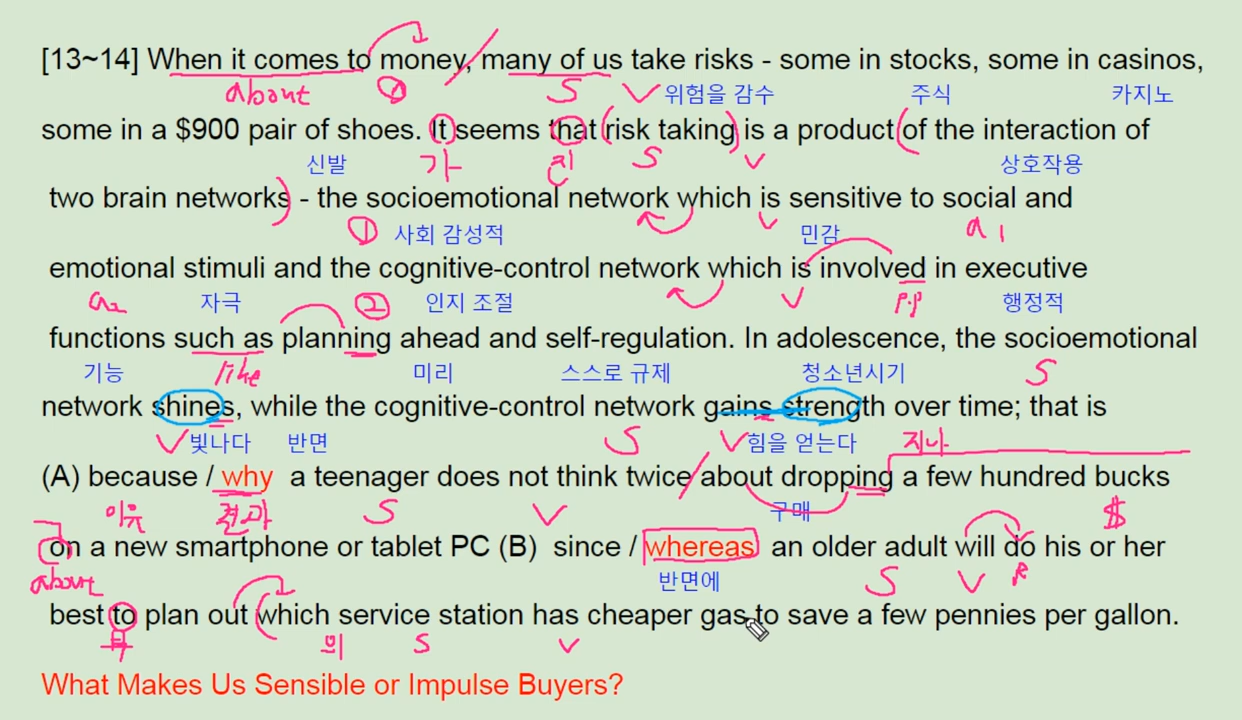 [13~14] When it comes to money, many of us take risks - some in stocks, some in casinos,
about ⓐ S V 위험을 감수 주식 카지노
some in a $900 pair of shoes. It seems that (risk taking) is a product (of the interaction of
신발 가 진 S V 상호작용
two brain networks) - the socioemotional network which is sensitive to social and
① 사회 감성적 V 민감 a1
emotional stimuli and the cognitive-control network which is involved in executive
a2 자극 ② 인지 조절 V p.p 행정적
functions such as planning ahead and self-regulation. In adolescence, the socioemotional
기능 like 미리 스스로 규제 청소년시기 S
network shines, while the cognitive-control network gains strength over time; that is
V 빛나다 반면 S V 힘을 얻는다 지나
(A) because / why a teenager does not think twice / about dropping a few hundred bucks
이유 결과 S V 구매 $
on a new smartphone or tablet PC (B) since / whereas an older adult will do his or her
about 반면에 S V R
best to plan out (which service station has cheaper gas to save a few pennies per gallon.
부 의 S V
What Makes Us Sensible or Impulse Buyers?